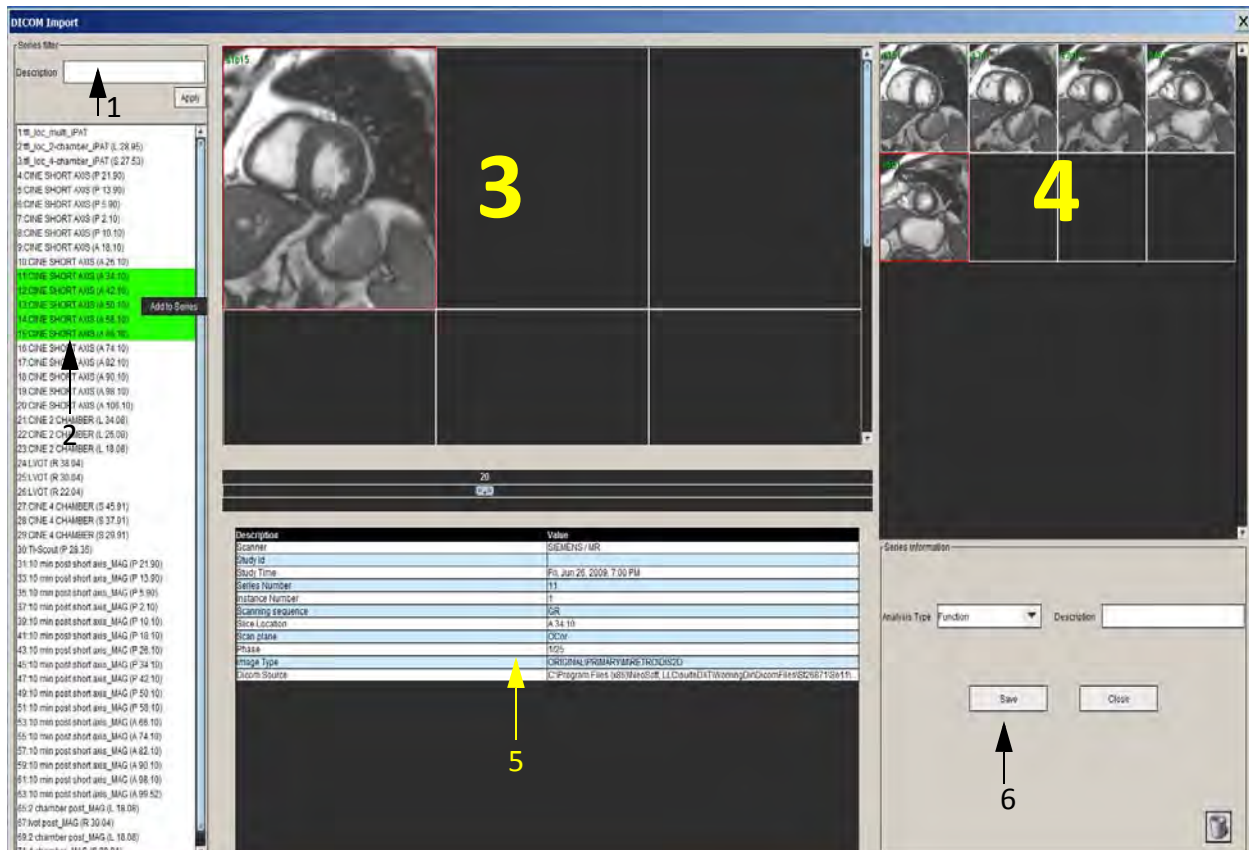 DICOM Import
X
Series filter
Description
1
Apply
1:tfl_loc_multi_iPAT
2:tfl_loc_2-chamber_iPAT (L 28.95)
3:tfl_loc_4-chamber_iPAT (S 27.53)
4:CINE SHORT AXIS (P 21.90)
5:CINE SHORT AXIS (P 13.90)
6:CINE SHORT AXIS (P 5.90)
7:CINE SHORT AXIS (P 2.10)
8:CINE SHORT AXIS (P 10.10)
9:CINE SHORT AXIS (A 18.10)
10:CINE SHORT AXIS (A 26.10)
11:CINE SHORT AXIS (A 34.10)
12:CINE SHORT AXIS (A 42.10)
13:CINE SHORT AXIS (A 50.10)
Add to Series
14:CINE SHORT AXIS (A 58.10)
15:CINE SHORT AXIS (A 66.10)
16:CINE SHORT AXIS (A 74.10)
17:CINE SHORT AXIS (A 82.10)
18:CINE SHORT AXIS (A 90.10)
19:CINE SHORT AXIS (A 98.10)
20:CINE SHORT AXIS (A 106.10)
21:CINE 2 CHAMBER (L 34.08)
22:CINE 2 CHAMBER (L 26.08)
2
23:CINE 2 CHAMBER (L 18.08)
24:LVOT (R 38.04)
25:LVOT (R 30.04)
26:LVOT (R 22.04)
27:CINE 4 CHAMBER (S 45.91)
28:CINE 4 CHAMBER (S 37.91)
29:CINE 4 CHAMBER (S 29.91)
30:TI-Scout (P 28.35)
31:10 min post short axis_MAG (P 21.90)
33:10 min post short axis_MAG (P 13.90)
35:10 min post short axis_MAG (P 5.90)
37:10 min post short axis_MAG (P 2.10)
39:10 min post short axis_MAG (P 10.10)
41:10 min post short axis_MAG (P 18.10)
43:10 min post short axis_MAG (P 26.10)
45:10 min post short axis_MAG (P 34.10)
47:10 min post short axis_MAG (P 42.10)
49:10 min post short axis_MAG (P 50.10)
51:10 min post short axis_MAG (P 58.10)
53:10 min post short axis_MAG (A 66.10)
55:10 min post short axis_MAG (A 74.10)
57:10 min post short axis_MAG (A 82.10)
59:10 min post short axis_MAG (A 90.10)
61:10 min post short axis_MAG (A 98.10)
63:10 min post short axis_MAG (A 99.52)
65:2 chamber post_MAG (L 18.08)
67:lvot post_MAG (R 30.04)
69:2 chamber post_MAG (L 18.08)
3
20
Description Value
Scanner SIEMENS / MR
Study Id
Study Time Fri, Jun 26, 2009, 7:00 PM
Series Number 11
Instance Number 1
Scanning sequence GR
Slice Location A 34.10
Scan plane OCor
Phase 1/25
Image Type ORIGINAL\PRIMARY\M\RETRO\DIS2D
Dicom Source C:\Program Files (x86)\NeoSoft, LLC\suiteDXT\WorkingDir\DicomFiles\St26871\Se11\...
5
4
Series information
Analysis Type Function Description
Save Close
6